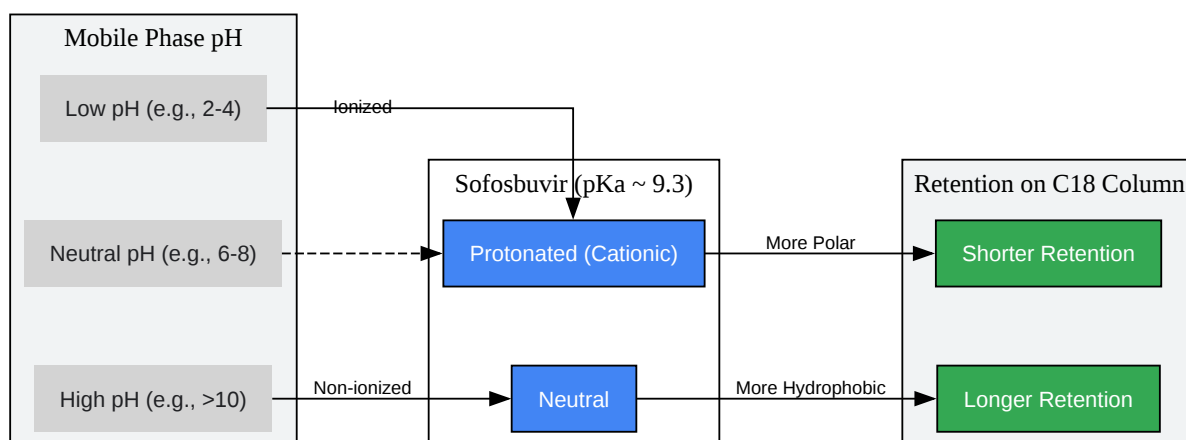 Mobile Phase pH
Low pH (e.g., 2-4)
Ionized
Sofosbuvir (pKa ~ 9.3)
Retention on C18 Column
Neutral pH (e.g., 6-8)
Protonated (Cationic)
More Polar
Shorter Retention
High pH (e.g., >10)
Non-ionized
Neutral
More Hydrophobic
Longer Retention